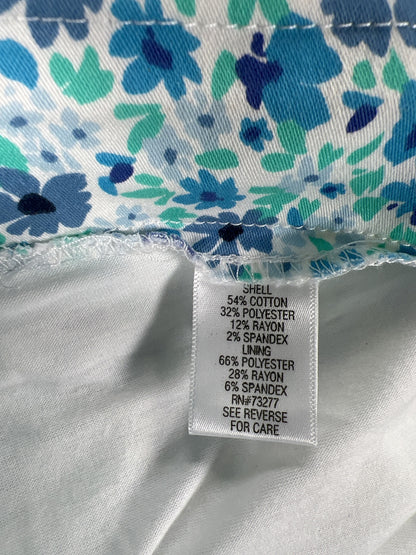 SHELL
54% COTTON
32% POLYESTER
12% RAYON
2% SPANDEX
LINING
66% POLYESTER
28% RAYON
6% SPANDEX
RN#73277
SEE REVERSE
FOR CARE